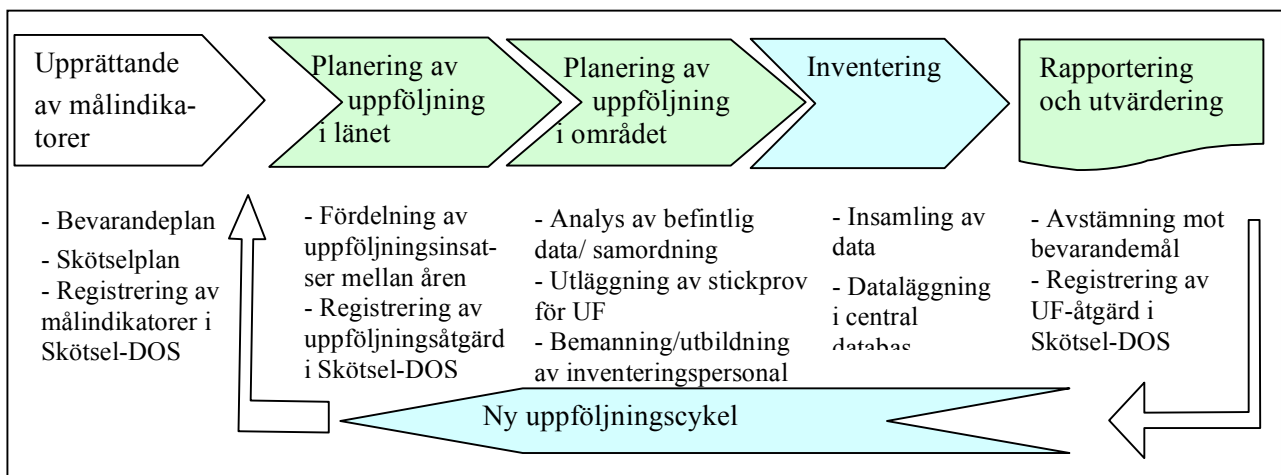 Upprättande
av målindika-
torer
Planering av
uppföljning
i länet
Planering av
uppföljning
i området
Inventering
Rapportering
och utvärdering
- Bevarandeplan
- Skötselplan
- Registrering av
målindikatorer i
Skötsel-DOS
- Fördelning av
uppföljningsinsat-
ser mellan åren
- Registrering av
uppföljningsåtgärd
i Skötsel-DOS
- Analys av befintlig
data/ samordning
- Utläggning av stickprov
för UF
- Bemanning/utbildning
av inventeringspersonal
- Insamling av
data
- Dataläggning
i central
databas
- Avstämning mot
bevarandemål
- Registrering av
UF-åtgärd i
Skötsel-DOS
Ny uppföljningscykel